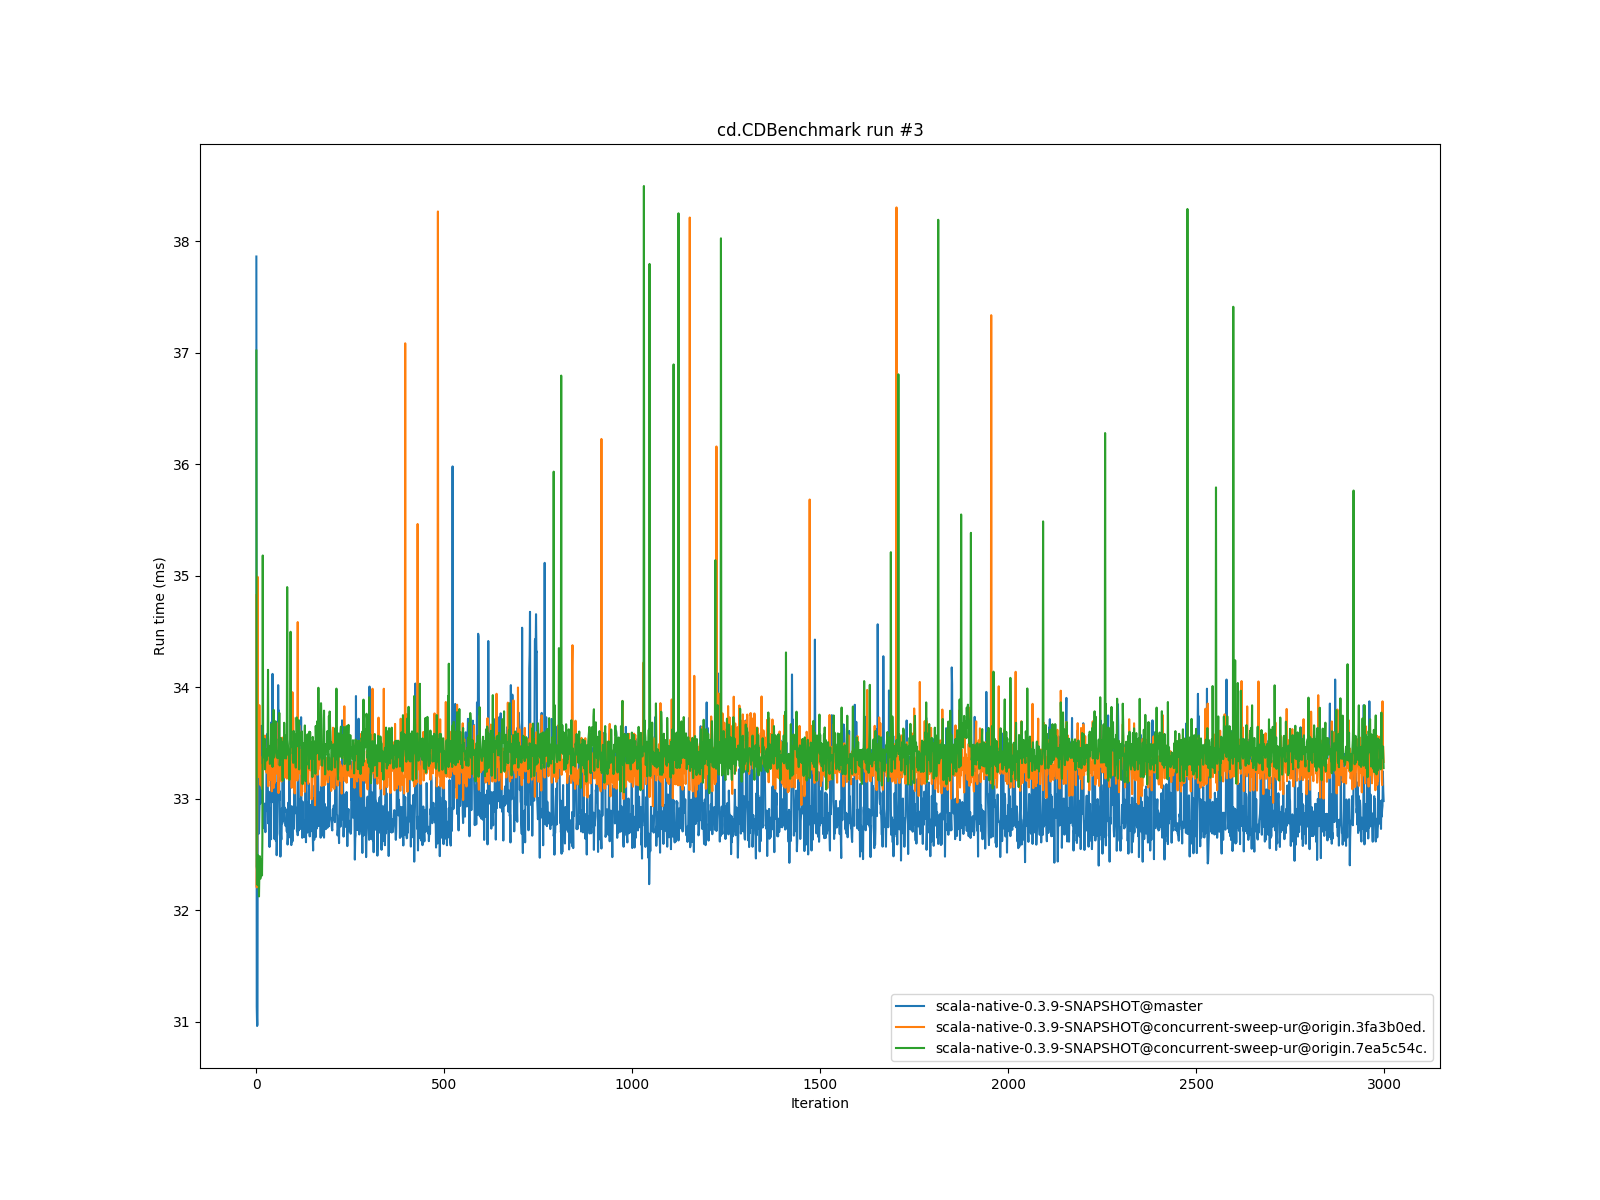 cd.CDBenchmark run #3
Run time (ms)
38
37
36
35
34
33
32
31
0 500 1000 1500 2000 2500 3000
Iteration
scala-native-0.3.9-SNAPSHOT@master
scala-native-0.3.9-SNAPSHOT@concurrent-sweep-ur@origin.3fa3b0ed.
scala-native-0.3.9-SNAPSHOT@concurrent-sweep-ur@origin.7ea5c54c.